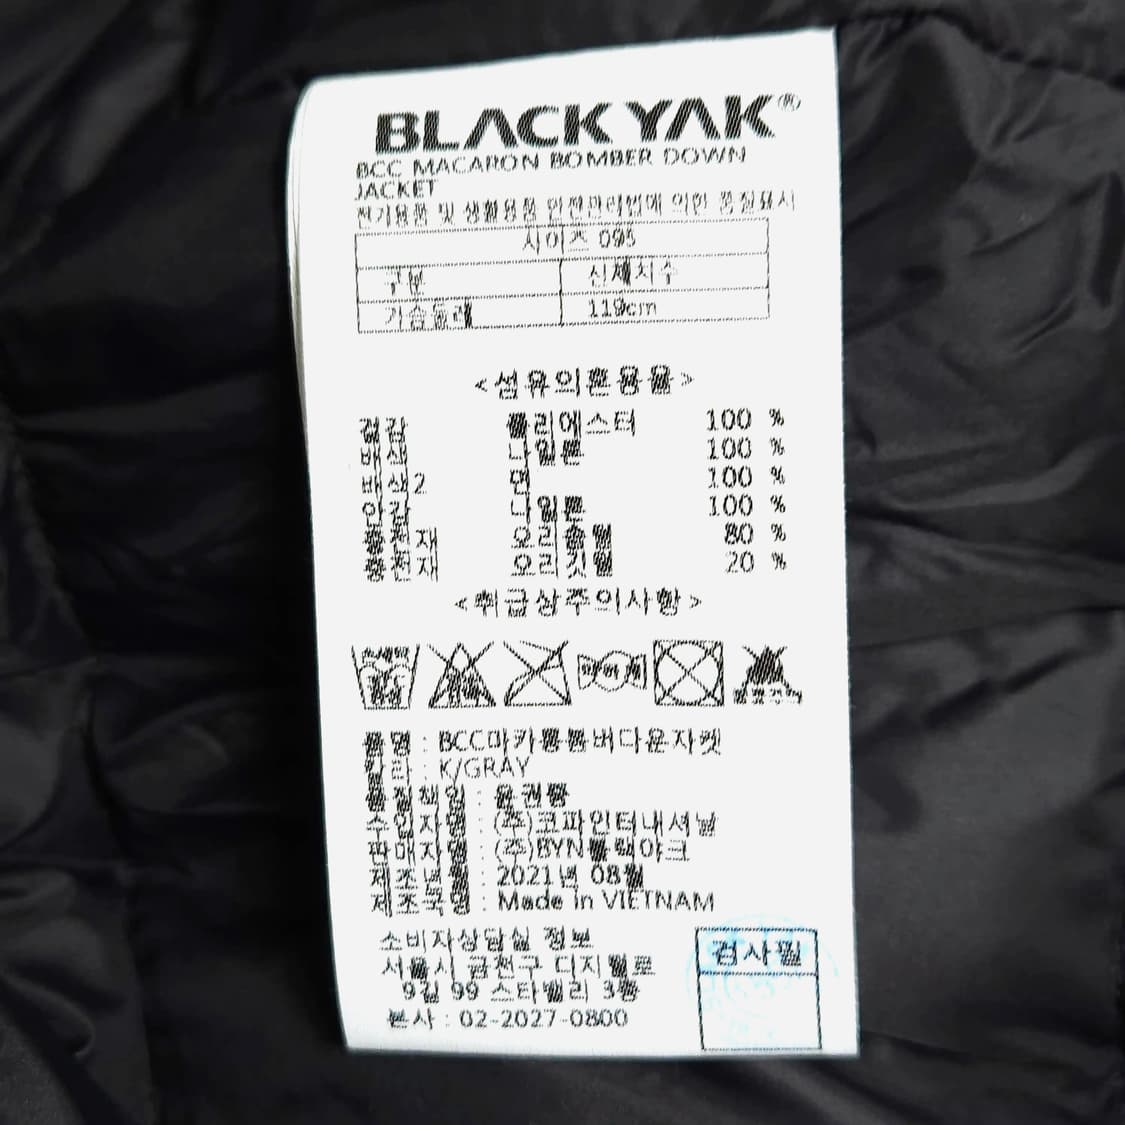 BLACKYAK®
BCC MACARON BOMBER DOWN
JACKET
전기용품 및 생활용품 안전관리법에 의한 품질표시
사이즈 095
구분 신체치수
가슴둘레 119cm
<섬유의혼용율>
겉감 폴리에스터 100 %
배색 나일론 100 %
배색2 면 100 %
안감 나일론 100 %
충전재 오리솜털 80 %
충전재 오리깃털 20 %
<취급상주의사항>
품명 : BCC마카롱봄버다운자켓
칼라 : K/GRAY
품질책임 :
수입자명 : (주)코파인터내셔날
판매자명 : (주)BYN블랙야크
제조년월 : 2021년 08월
제조국명 : Made in VIETNAM
소비자상담실 정보
서울시 금천구 디지털로
9길 99 스타밸리 3층
본사 : 02-2027-0800
검사필